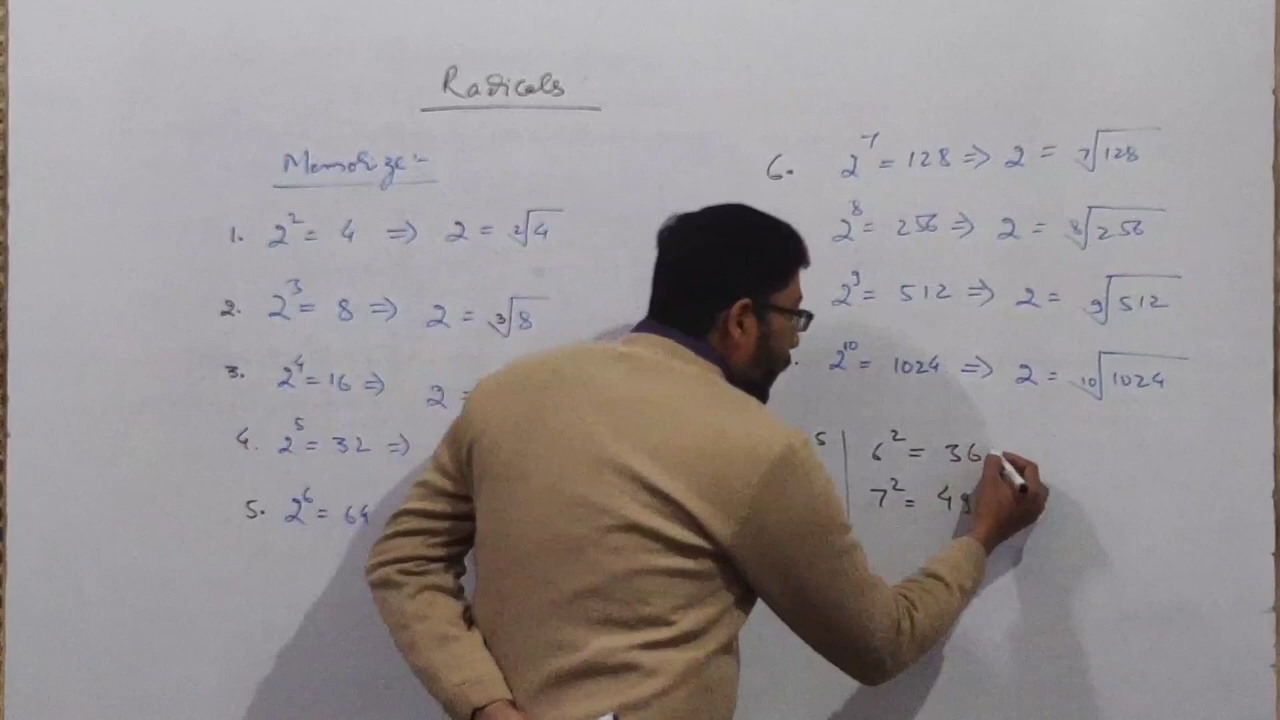 Radicals
Memorize:-
1. 2² = 4 => 2 = ²√4
2. 2³ = 8 => 2 = ³√8
3. 2⁴ = 16 => 2 =
4. 2⁵ = 32 =>
5. 2⁶ = 64
6. 2⁷ = 128 => 2 = ⁷√128
2⁸ = 256 => 2 = ⁸√256
2⁹ = 512 => 2 = ⁹√512
. 2¹⁰ = 1024 => 2 = ¹⁰√1024
5 | 6² = 36
7² = 49